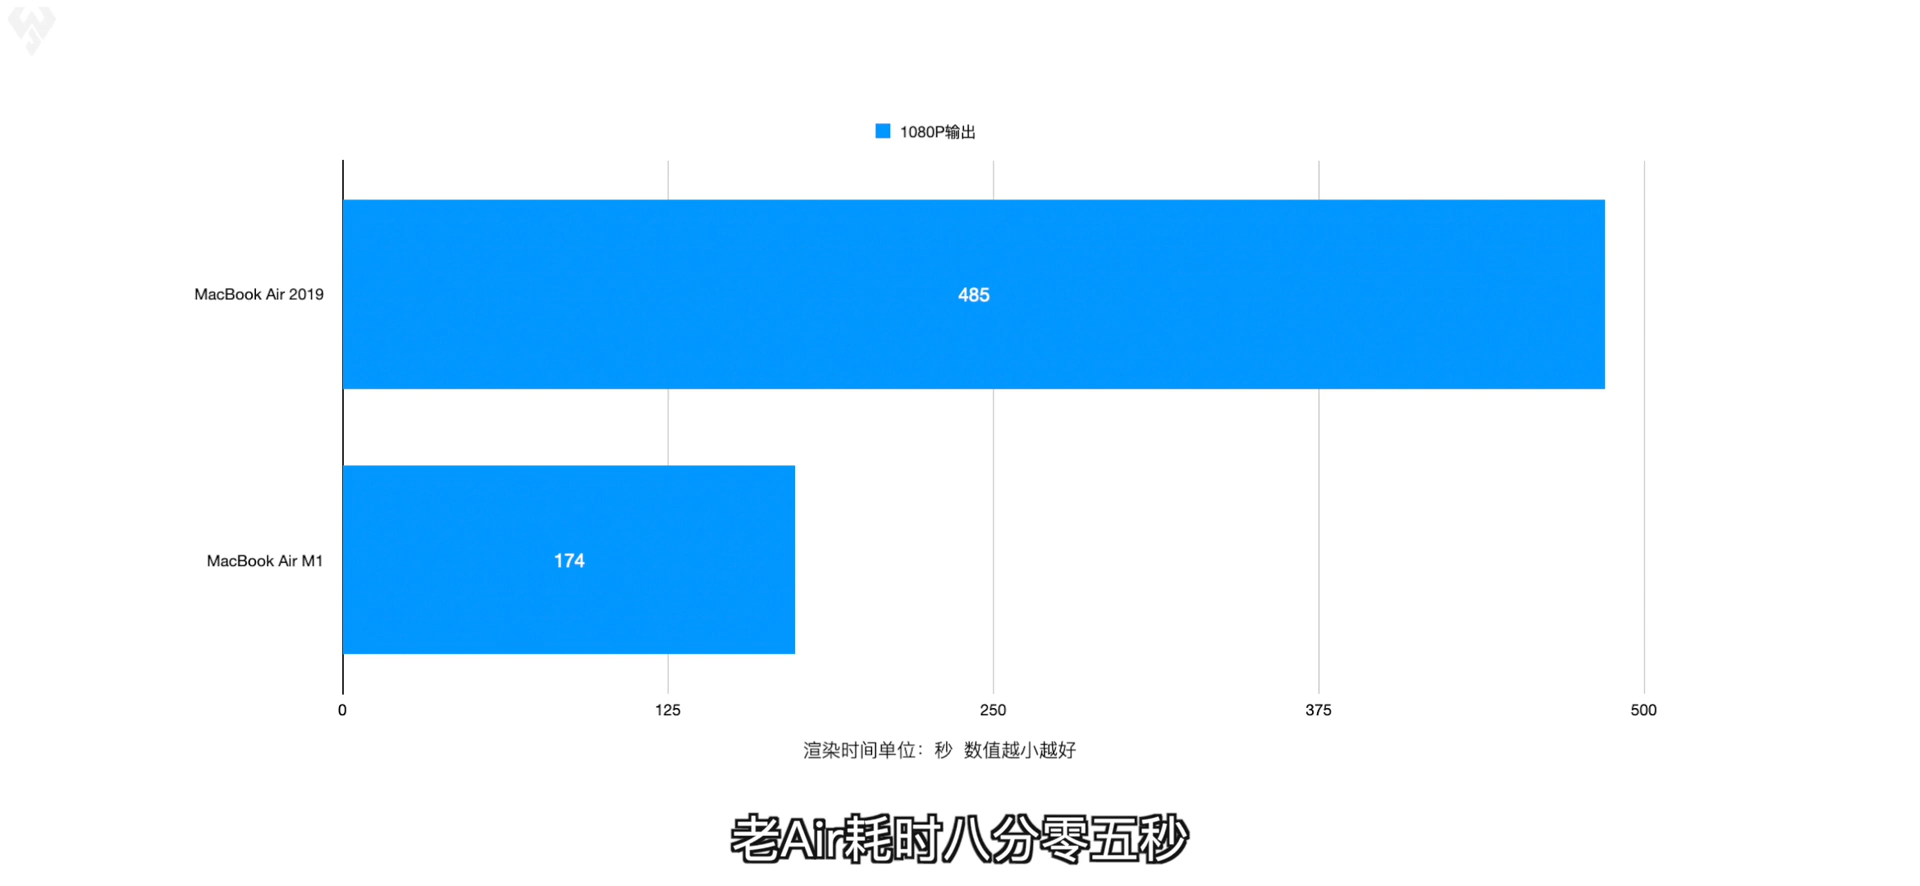 1080P输出
MacBook Air 2019
485
MacBook Air M1
174
0 125 250 375 500
渲染时间单位：秒 数值越小越好
老Air耗时八分零五秒